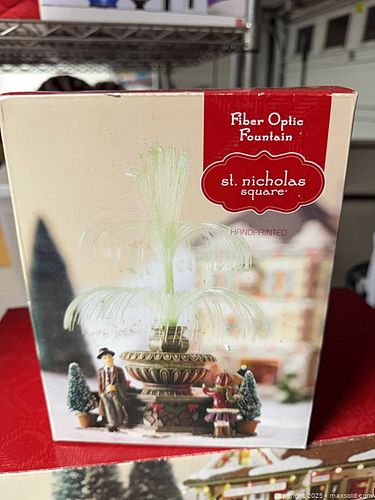 Fiber Optic
Fountain
st. nicholas
square®
HANDPAINTED
Copyright 2025 - maxsold.com